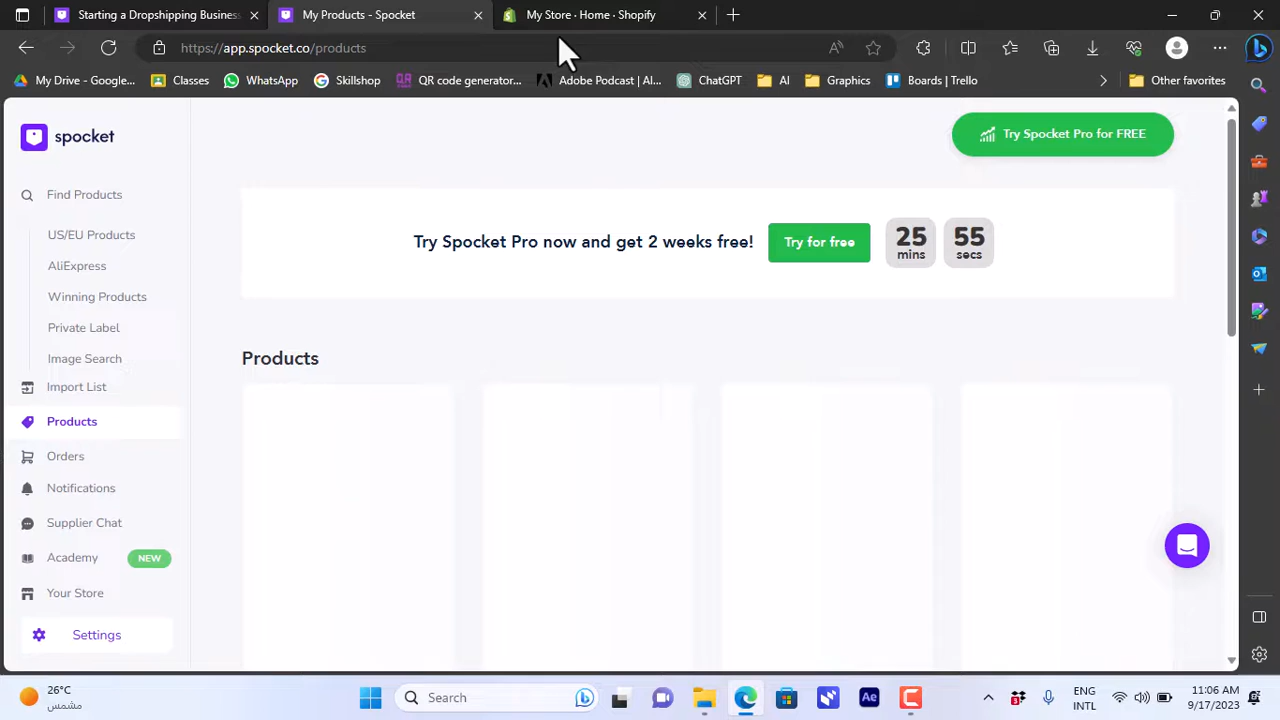 Starting a Dropshipping Business
My Products - Spocket
My Store · Home · Shopify
https://app.spocket.co/products
My Drive - Google...
Classes
WhatsApp
Skillshop
QR code generator...
Adobe Podcast | AI...
ChatGPT
AI
Graphics
Boards | Trello
Other favorites
spocket
Try Spocket Pro for FREE
Find Products
US/EU Products
AliExpress
Winning Products
Private Label
Image Search
Import List
Products
Orders
Notifications
Supplier Chat
Academy NEW
Your Store
Settings
Try Spocket Pro now and get 2 weeks free!
Try for free
25 55
mins secs
Products
26°C
مشمس
Search
Ae
ENG
INTL
11:06 AM
9/17/2023